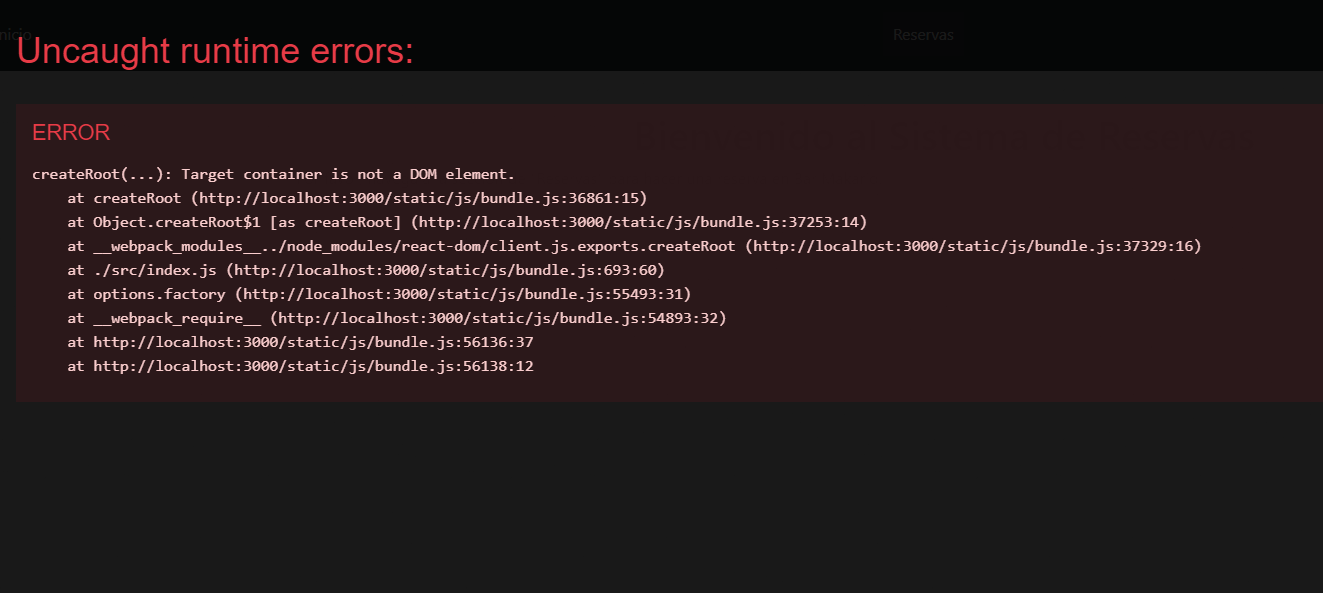 nicio
Reservas
Uncaught runtime errors:
ERROR
createRoot(...): Target container is not a DOM element.
at createRoot (http://localhost:3000/static/js/bundle.js:36861:15)
at Object.createRoot$1 [as createRoot] (http://localhost:3000/static/js/bundle.js:37253:14)
at __webpack_modules__../node_modules/react-dom/client.js.exports.createRoot (http://localhost:3000/static/js/bundle.js:37329:16)
at ./src/index.js (http://localhost:3000/static/js/bundle.js:693:60)
at options.factory (http://localhost:3000/static/js/bundle.js:55493:31)
at __webpack_require__ (http://localhost:3000/static/js/bundle.js:54893:32)
at http://localhost:3000/static/js/bundle.js:56136:37
at http://localhost:3000/static/js/bundle.js:56138:12